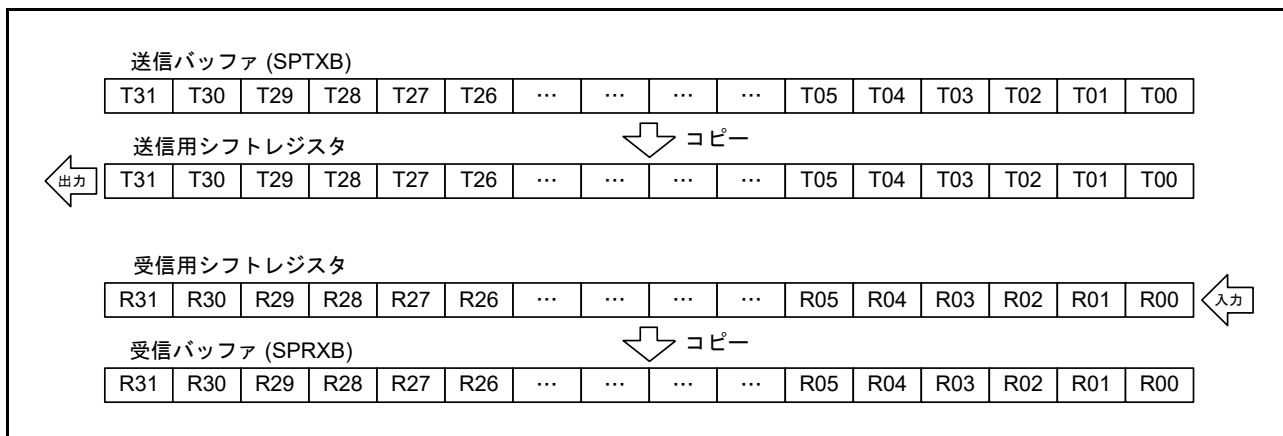 送信バッファ (SPTXB)
T31 T30 T29 T28 T27 T26 … … … … T05 T04 T03 T02 T01 T00
コピー
送信用シフトレジスタ
出力 T31 T30 T29 T28 T27 T26 … … … … T05 T04 T03 T02 T01 T00
受信用シフトレジスタ
R31 R30 R29 R28 R27 R26 … … … … R05 R04 R03 R02 R01 R00 入力
コピー
受信バッファ (SPRXB)
R31 R30 R29 R28 R27 R26 … … … … R05 R04 R03 R02 R01 R00